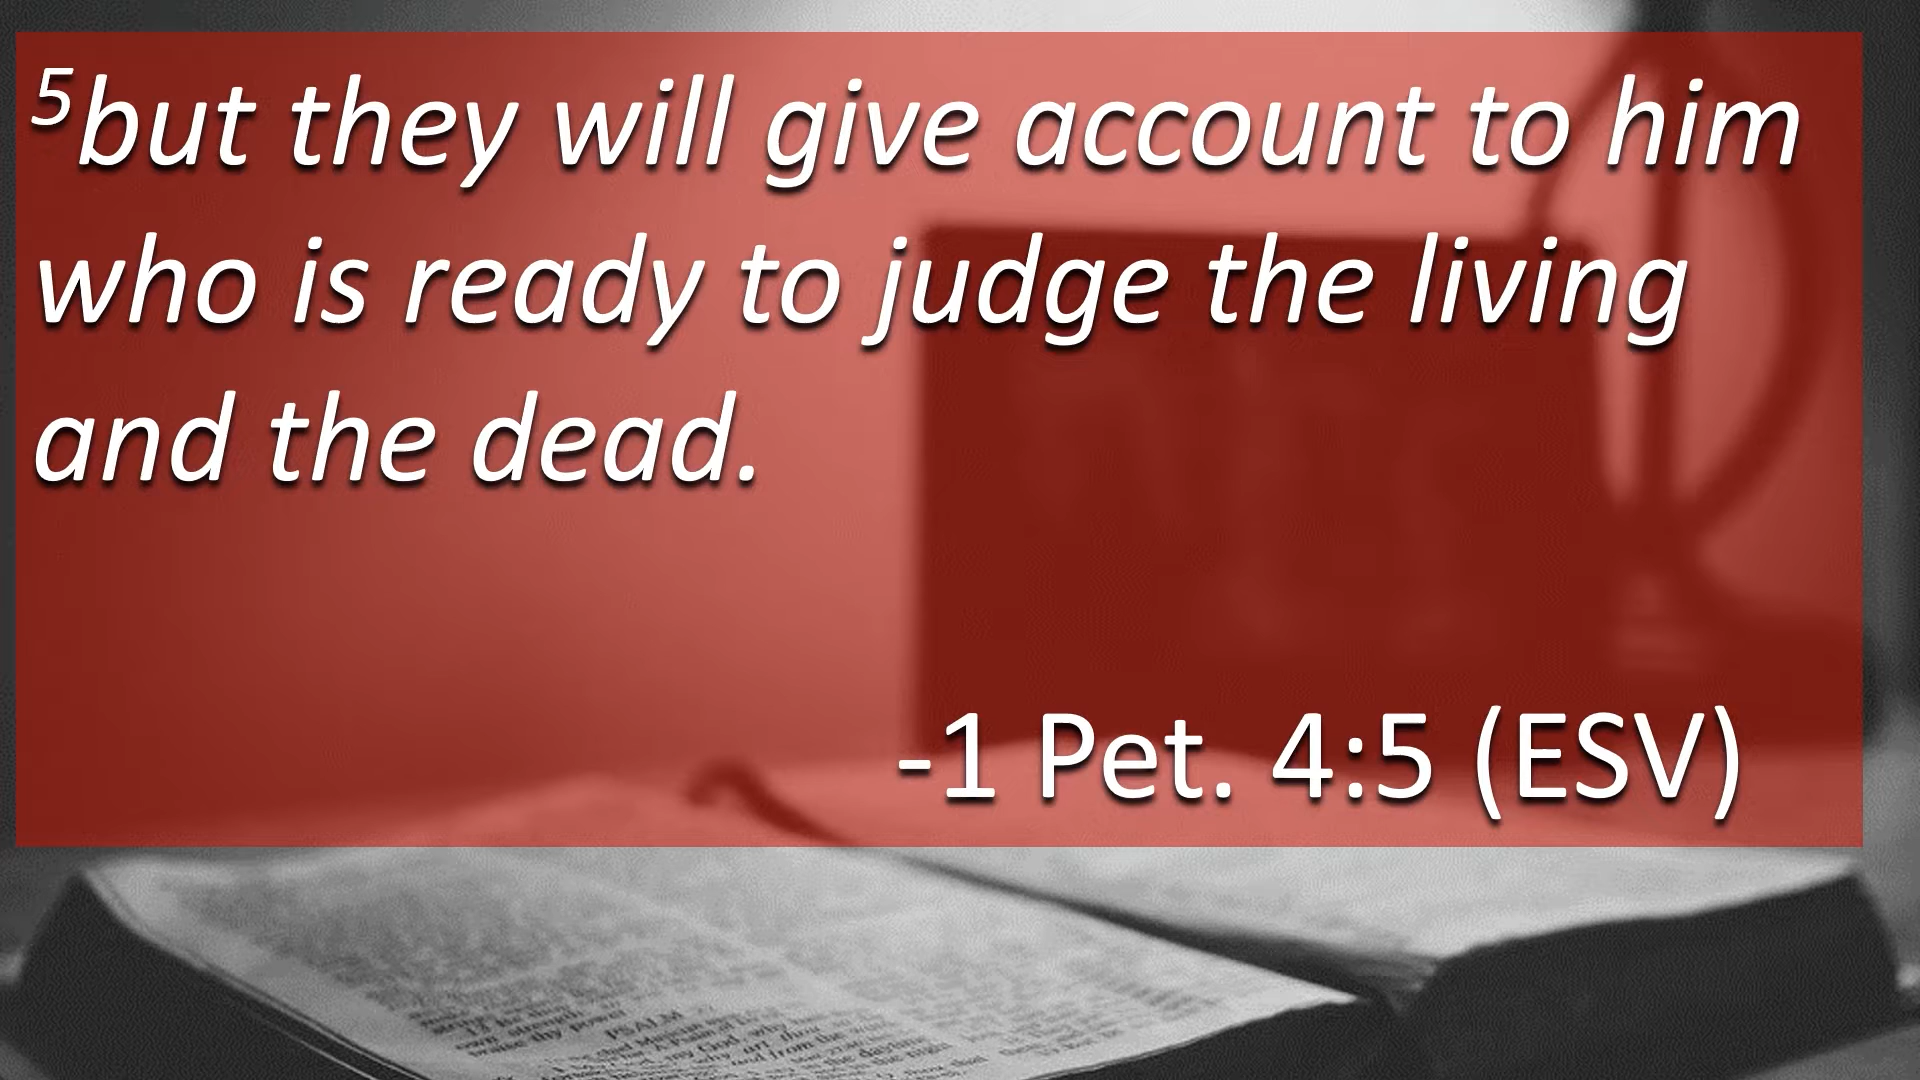 ⁵but they will give account to him
who is ready to judge the living
and the dead.
-1 Pet. 4:5 (ESV)
PSALM